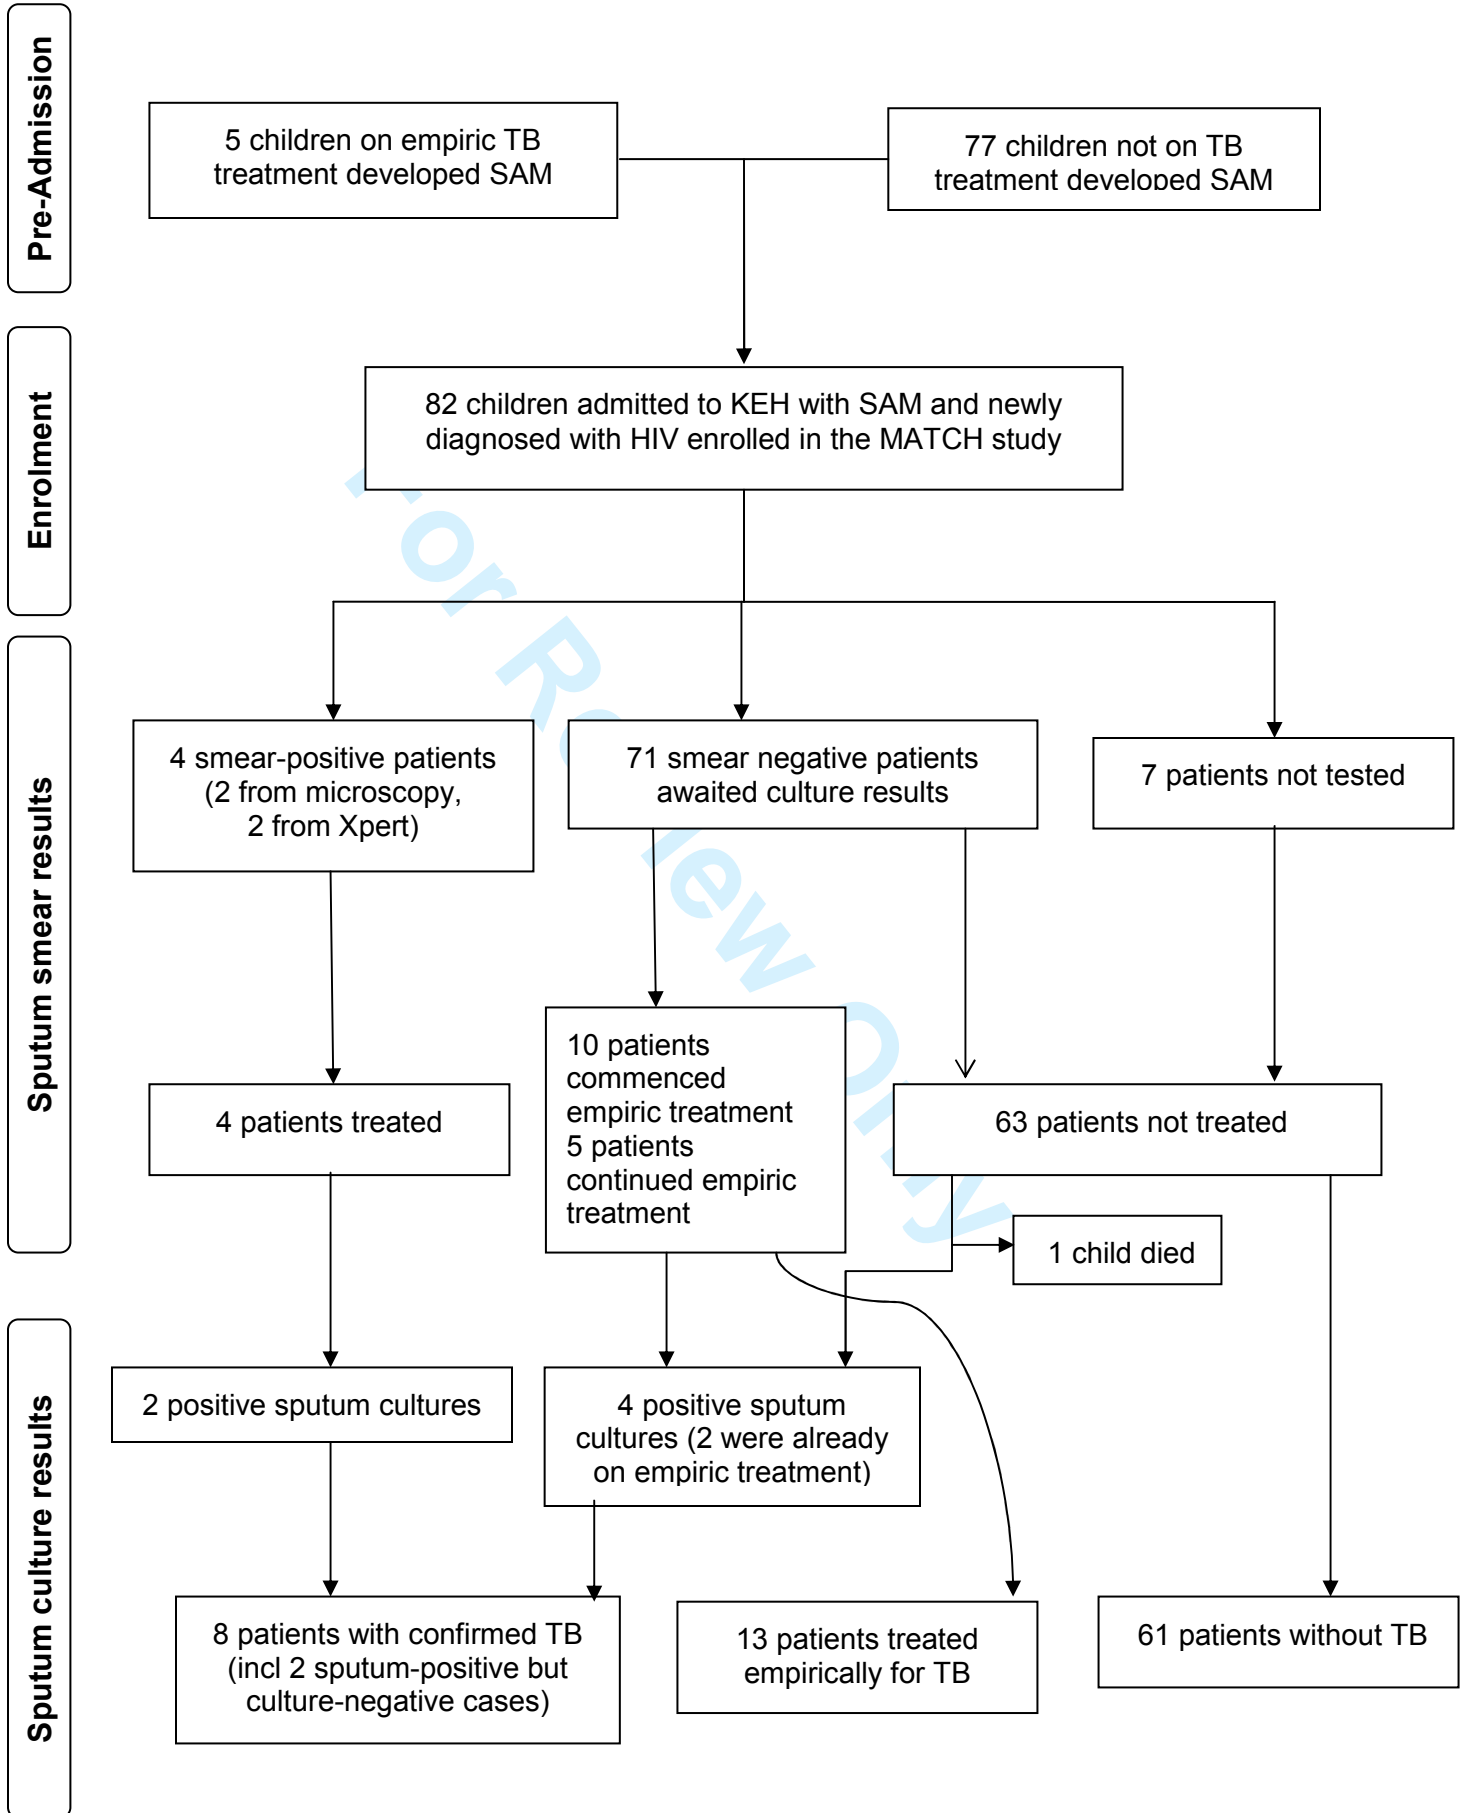 Pre-Admission
5 children on empiric TB
treatment developed SAM
77 children not on TB
treatment developed SAM
Enrolment
82 children admitted to KEH with SAM and newly
diagnosed with HIV enrolled in the MATCH study
For Review Only
Sputum smear results
4 smear-positive patients
(2 from microscopy,
2 from Xpert)
71 smear negative patients
awaited culture results
7 patients not tested
10 patients
commenced
empiric treatment
5 patients
continued empiric
treatment
4 patients treated
63 patients not treated
1 child died
Sputum culture results
2 positive sputum cultures
4 positive sputum
cultures (2 were already
on empiric treatment)
8 patients with confirmed TB
(incl 2 sputum-positive but
culture-negative cases)
13 patients treated
empirically for TB
61 patients without TB